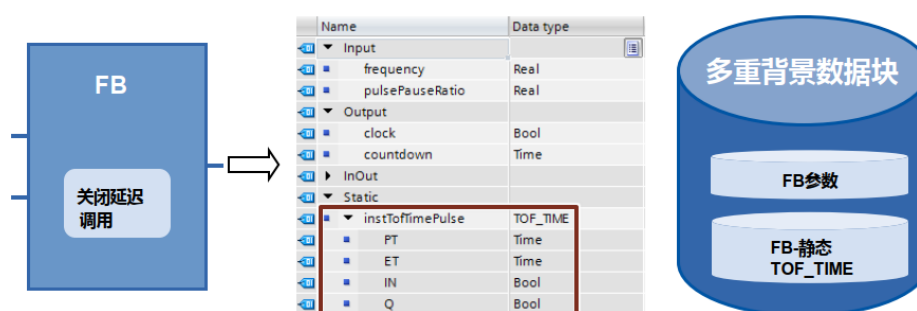 FB
关闭延迟
调用
Name Data type
Input
frequency Real
pulsePauseRatio Real
Output
clock Bool
countdown Time
InOut
Static
instTofTimePulse TOF_TIME
PT Time
ET Time
IN Bool
Q Bool
多重背景数据块
FB参数
FB-静态
TOF_TIME